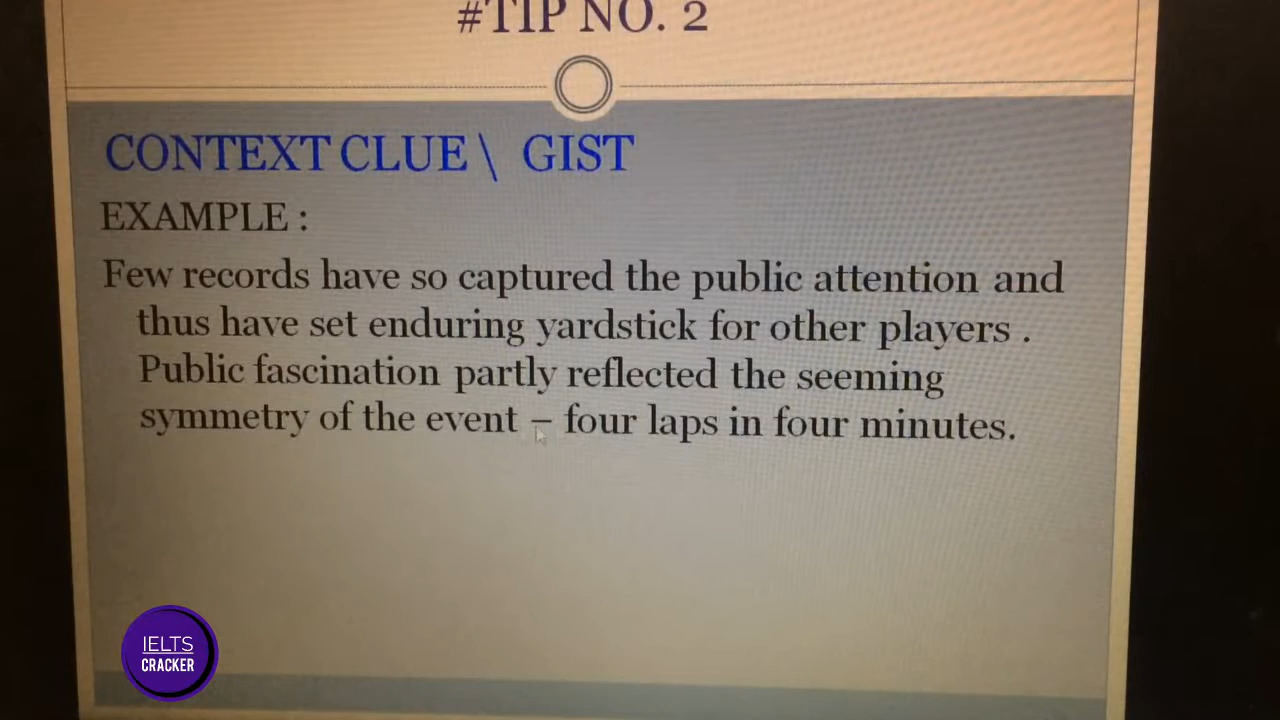 #TIP NO. 2
CONTEXT CLUE \ GIST
EXAMPLE :
Few records have so captured the public attention and
thus have set enduring yardstick for other players .
Public fascination partly reflected the seeming
symmetry of the event – four laps in four minutes.
IELTS
CRACKER